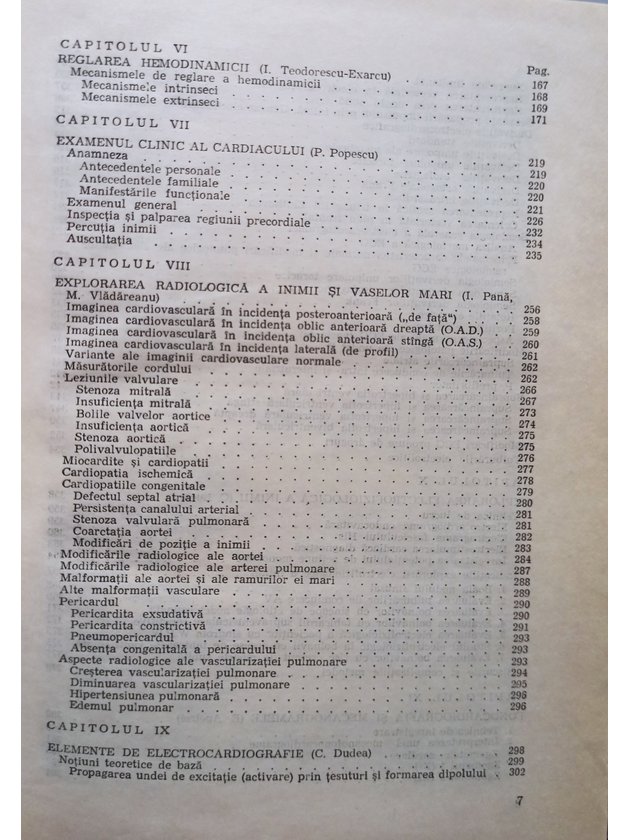 CAPITOLUL VI
REGLAREA HEMODINAMICII (I. Teodorescu-Exarcu) Pag. 167
Mecanismele de reglare a hemodinamicii . . . . . . 168
Mecanismele intrinseci . . . . . . 169
Mecanismele extrinseci . . . . . . 171
CAPITOLUL VII
EXAMENUL CLINIC AL CARDIACULUI (P. Popescu) . . . . . . 219
Anamneza . . . . . . 219
Antecedentele personale . . . . . . 220
Antecedentele familiale . . . . . . 220
Manifestările funcționale . . . . . . 221
Examenul general . . . . . . 226
Inspecția și palparea regiunii precordiale . . . . . . 232
Percuția inimii . . . . . . 234
Auscultația . . . . . . 235
CAPITOLUL VIII
EXPLORAREA RADIOLOGICĂ A INIMII ȘI VASELOR MARI (I. Pană,
M. Vlădăreanu) . . . . . . 256
Imaginea cardiovasculară în incidența posteroanterioară („de față“) . . 258
Imaginea cardiovasculară în incidența oblic anterioară dreaptă (O.A.D.) 259
Imaginea cardiovasculară în incidența oblic anterioară stîngă (O.A.S.) . 260
Imaginea cardiovasculară în incidența laterală (de profil) . . . 261
Variante ale imaginii cardiovasculare normale . . . . . . 262
Măsurătorile cordului . . . . . . 262
Leziunile valvulare . . . . . . 266
Stenoza mitrală . . . . . . 267
Insuficiența mitrală . . . . . . 273
Bolile valvelor aortice . . . . . . 274
Insuficiența aortică . . . . . . 275
Stenoza aortică . . . . . . 275
Polivalvulopatiile . . . . . . 276
Miocardite și cardiopatii . . . . . . 277
Cardiopatia ischemică . . . . . . 278
Cardiopatiile congenitale . . . . . . 279
Defectul septal atrial . . . . . . 280
Persistența canalului arterial . . . . . . 281
Stenoza valvulară pulmonară . . . . . . 281
Coarctația aortei . . . . . . 282
Modificări de poziție a inimii . . . . . . 283
Modificările radiologice ale aortei . . . . . . 284
Modificările radiologice ale arterei pulmonare . . . . . . 287
Malformații ale aortei și ale ramurilor ei mari . . . . . . 288
Alte malformații vasculare . . . . . . 289
Pericardul . . . . . . 290
Pericardita exsudativă . . . . . . 290
Pericardita constrictivă . . . . . . 291
Pneumopericardul . . . . . . 293
Absența congenitală a pericardului . . . . . . 293
Aspecte radiologice ale vascularizației pulmonare . . . . . . 293
Creșterea vascularizației pulmonare . . . . . . 294
Diminuarea vascularizației pulmonare . . . . . . 295
Hipertensiunea pulmonară . . . . . . 296
Edemul pulmonar . . . . . . 296
CAPITOLUL IX
ELEMENTE DE ELECTROCARDIOGRAFIE (C. Dudea) . . . . . . 298
Noțiuni teoretice de bază . . . . . . 299
Propagarea undei de excitație (activare) prin țesuturi și formarea dipolului . 302
7